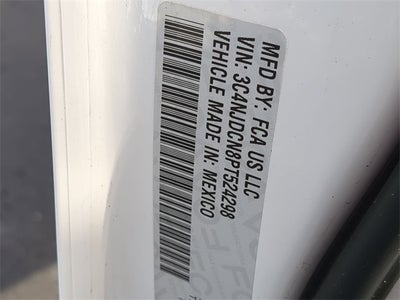 MFD BY: FCA US LLC
VIN: 3C4NJDCN8PT524298
VEHICLE MADE IN: MEXICO